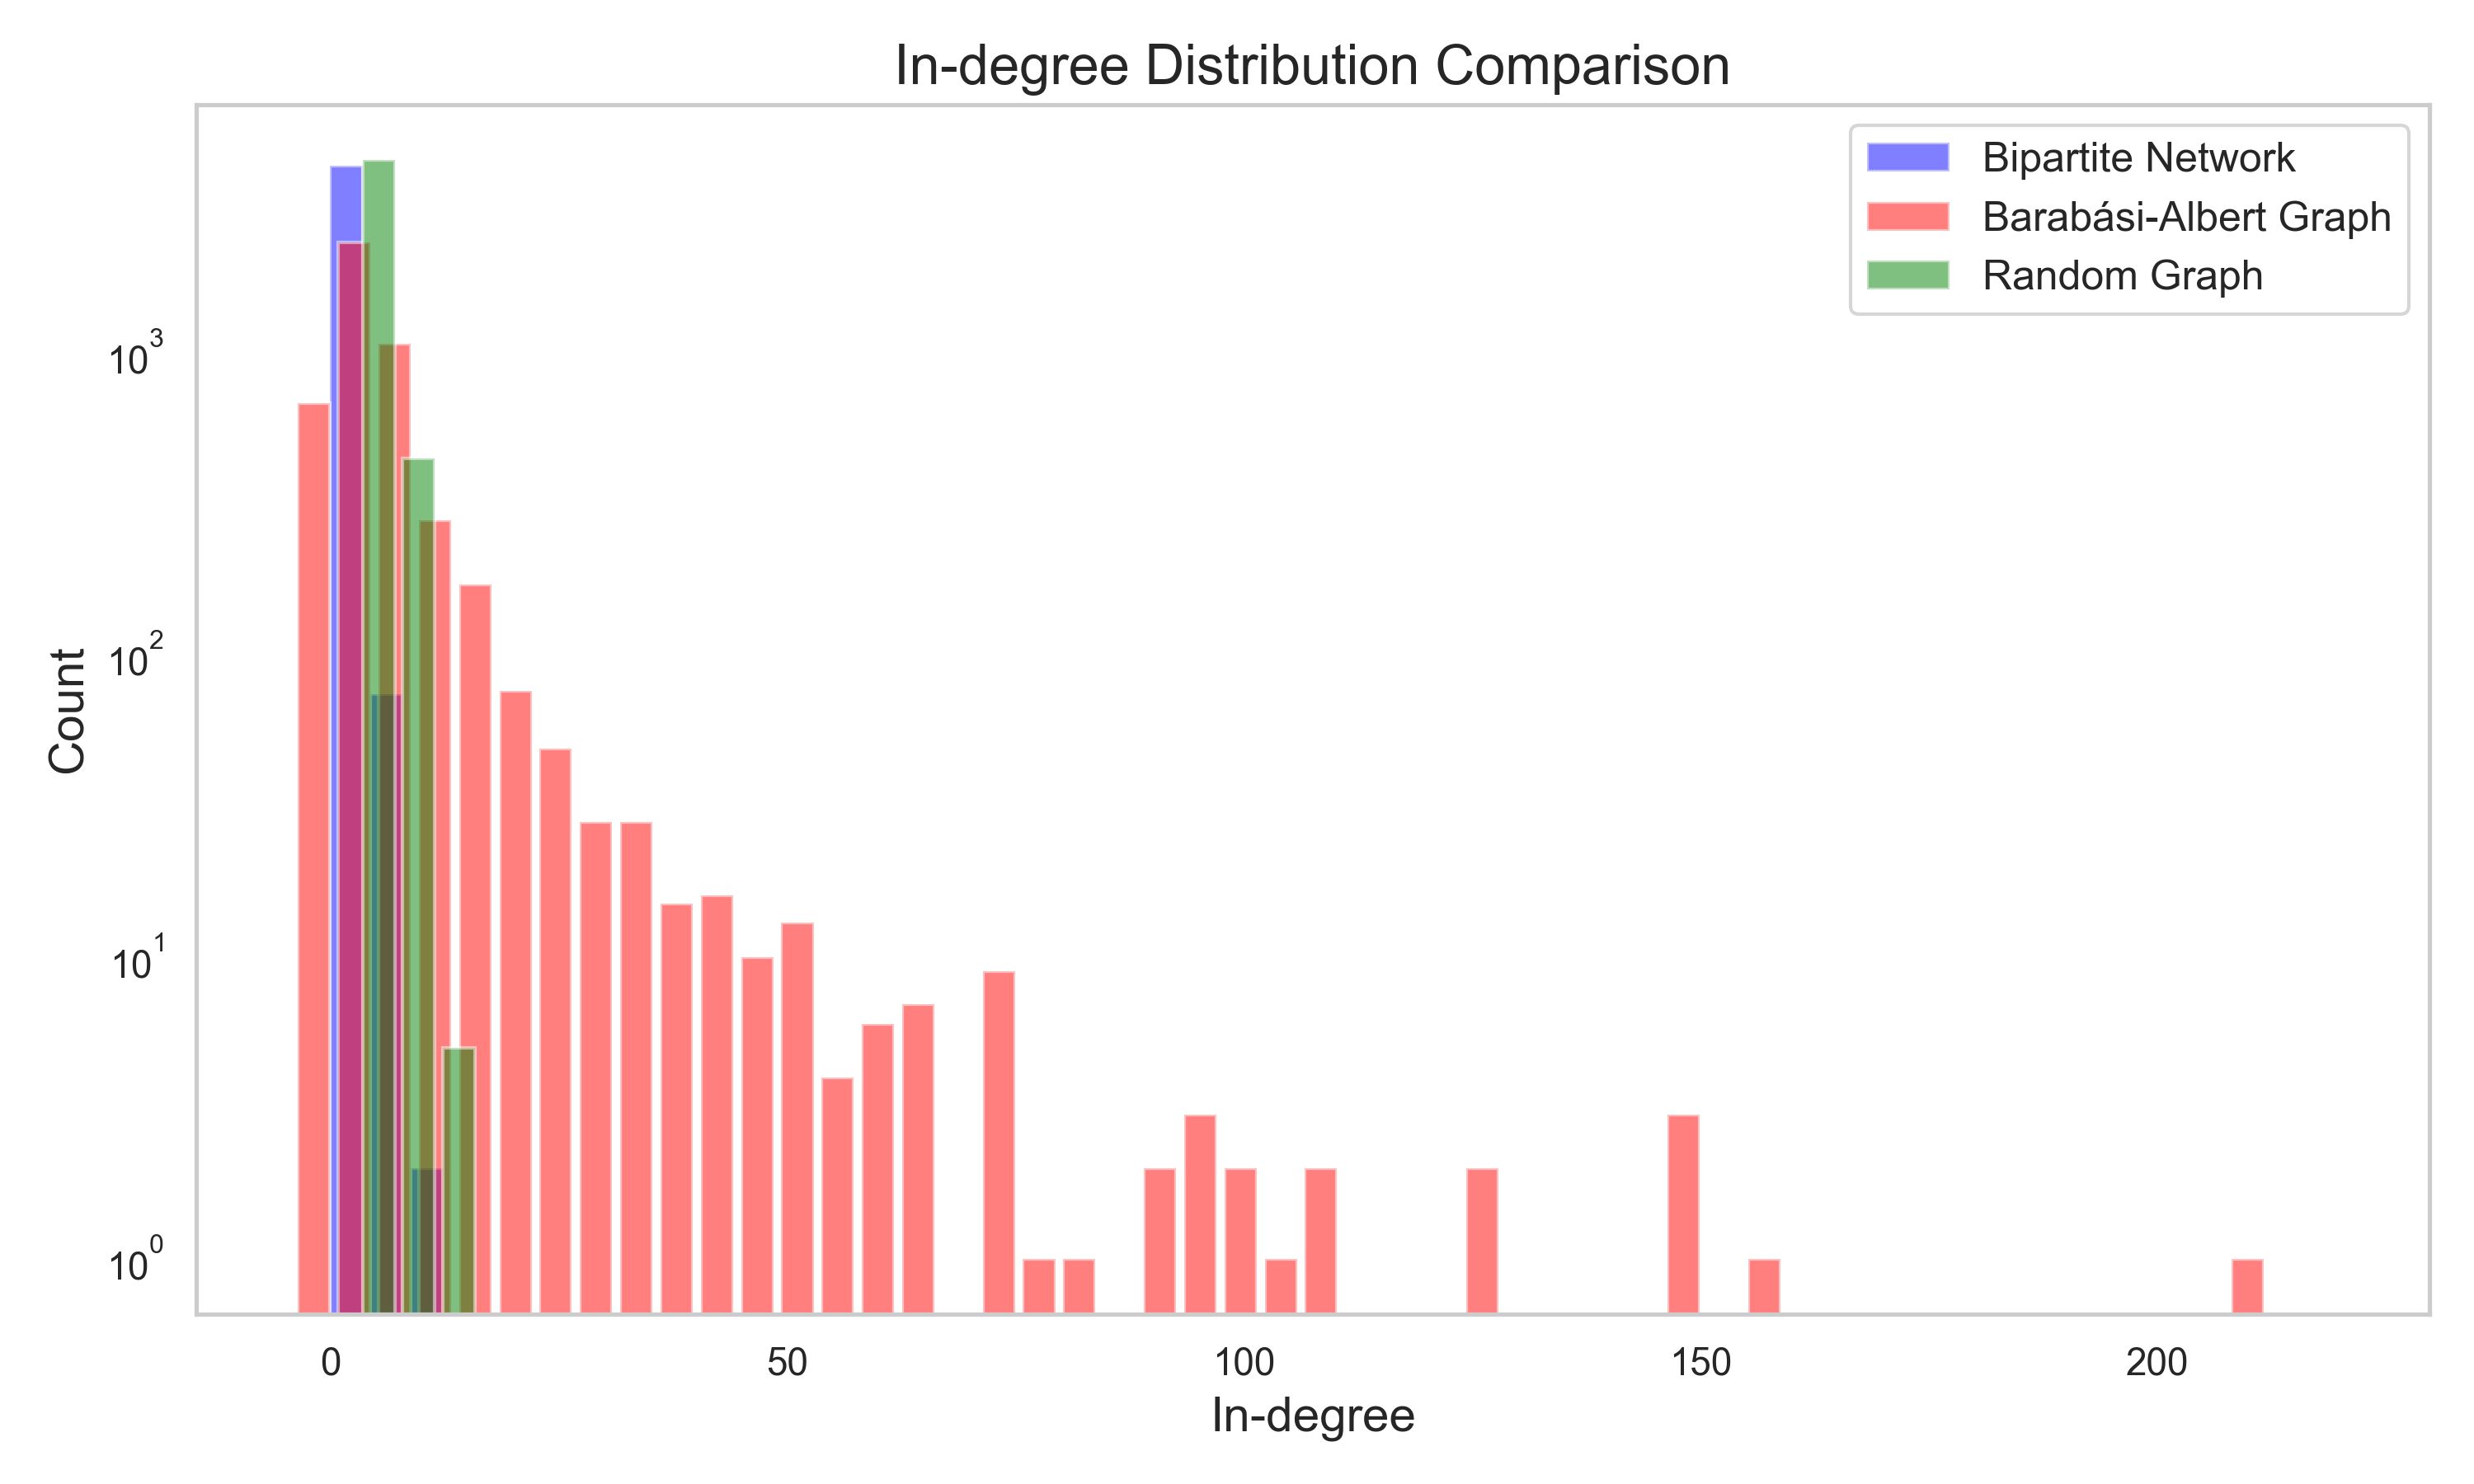 In-degree Distribution Comparison
Bipartite Network
Barabási-Albert Graph
Random Graph
10^3
10^2
10^1
10^0
Count
0 50 100 150 200
In-degree